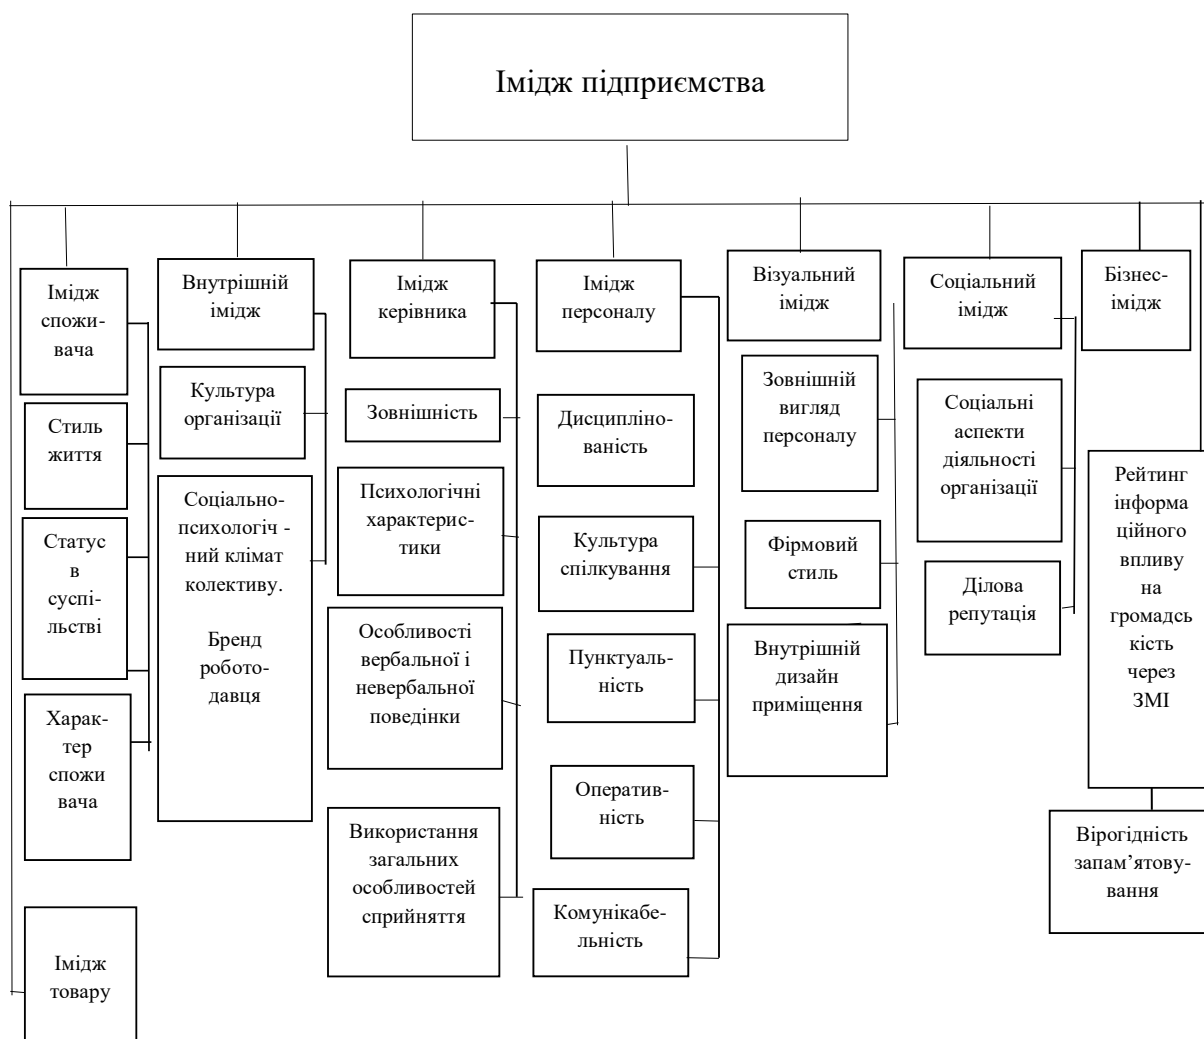 Імідж підприємства
Імідж
спожи-
вача
Стиль
життя
Статус
в
суспі-
льстві
Харак-
тер
спожи
вача
Імідж
товару
Внутрішній
імідж
Культура
організації
Соціально-
психологіч -
ний клімат
колективу.
Бренд
робото-
давця
Імідж
керівника
Зовнішність
Психологічні
характерис-
тики
Особливості
вербальної і
невербальної
поведінки
Використання
загальних
особливостей
сприйняття
Імідж
персоналу
Дисципліно-
ваність
Культура
спілкування
Пунктуаль-
ність
Оператив-
ність
Комунікабе-
льність
Візуальний
імідж
Зовнішній
вигляд
персоналу
Фірмовий
стиль
Внутрішній
дизайн
приміщення
Соціальний
імідж
Соціальні
аспекти
діяльності
організації
Ділова
репутація
Бізнес-
імідж
Рейтинг
інформа
ційного
впливу
на
громадсь
кість
через
ЗМІ
Вірогідність
запам’ятову-
вання